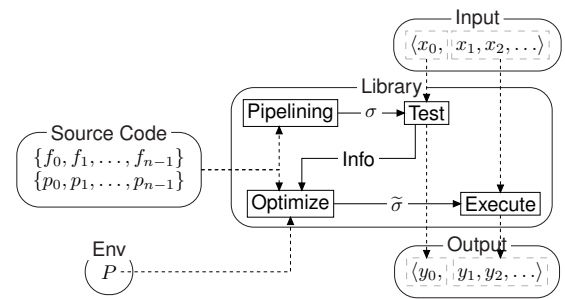 Input
⟨x₀, x₁, x₂, …⟩
Library
Pipelining σ Test
Source Code
{f₀, f₁, …, fₙ₋₁}
{p₀, p₁, …, pₙ₋₁}
Info
Optimize σ̃ Execute
Env
P
Output
⟨y₀, y₁, y₂, …⟩